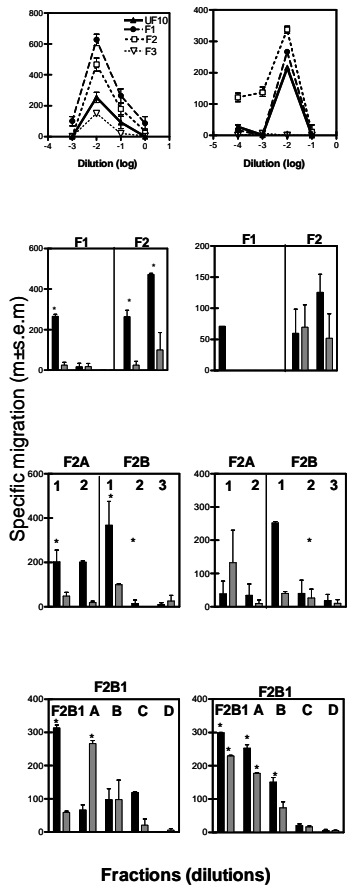 800
600
400
200
0
-4 -3 -2 -1 0 1
Dilution (log)
UF10
F1
F2
F3
400
300
200
100
0
-5 -4 -3 -2 -1 0
Dilution (log)
Specific migration (m±s.e.m)
F1 F2
600
400
200
0
* * *
F1 F2
200
150
100
50
0
F2A F2B
1 2 1 2 3
600
400
200
0
* * *
F2A F2B
1 2 1 2 3
400
300
200
100
0
*
F2B1
F2B1 A B C D
400
300
200
100
0
* *
F2B1
F2B1 A B C D
400
300
200
100
0
* * * * *
Fractions (dilutions)